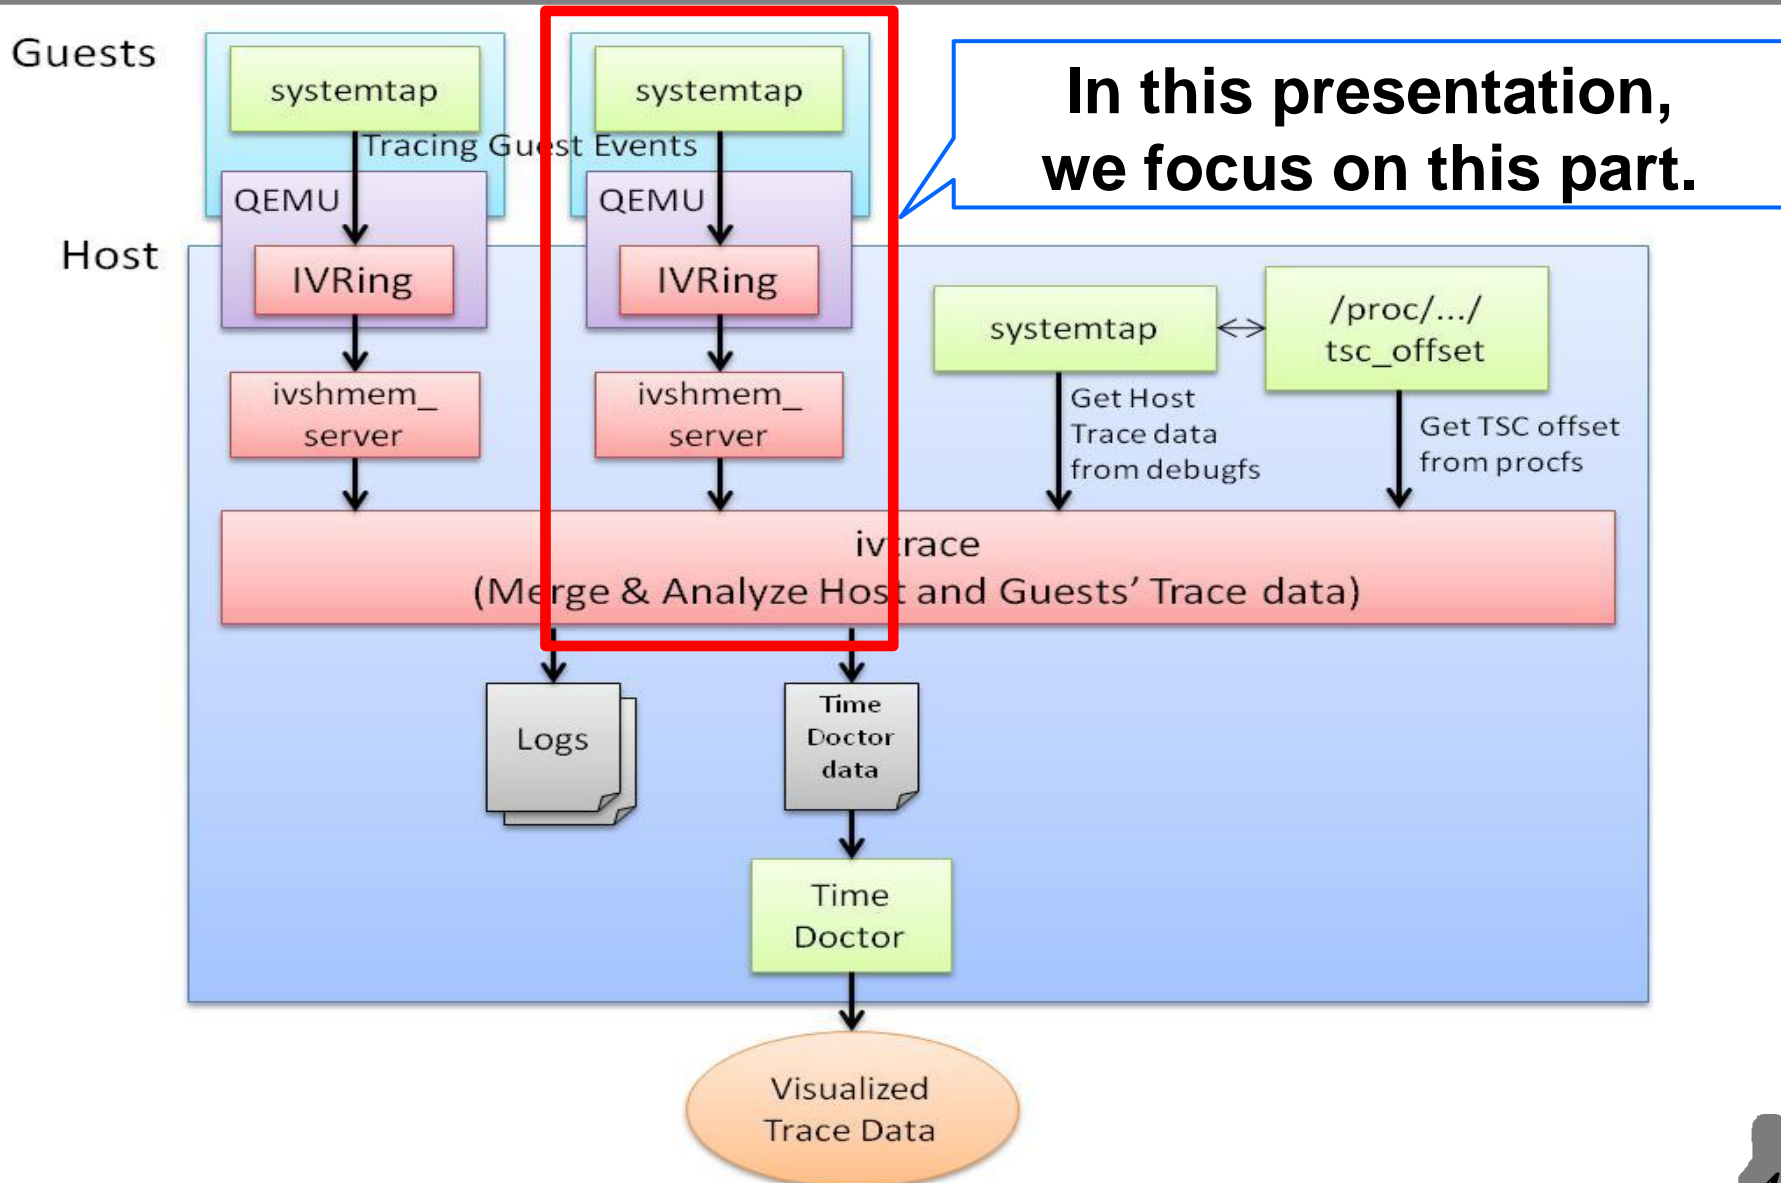 Guests
systemtap
systemtap
In this presentation,
we focus on this part.
Tracing Guest Events
QEMU
QEMU
Host
IVRing
IVRing
systemtap
/proc/.../
tsc_offset
ivshmem_
server
ivshmem_
server
Get Host
Trace data
from debugfs
Get TSC offset
from procfs
ivtrace
(Merge & Analyze Host and Guests’ Trace data)
Logs
Time
Doctor
data
Time
Doctor
Visualized
Trace Data